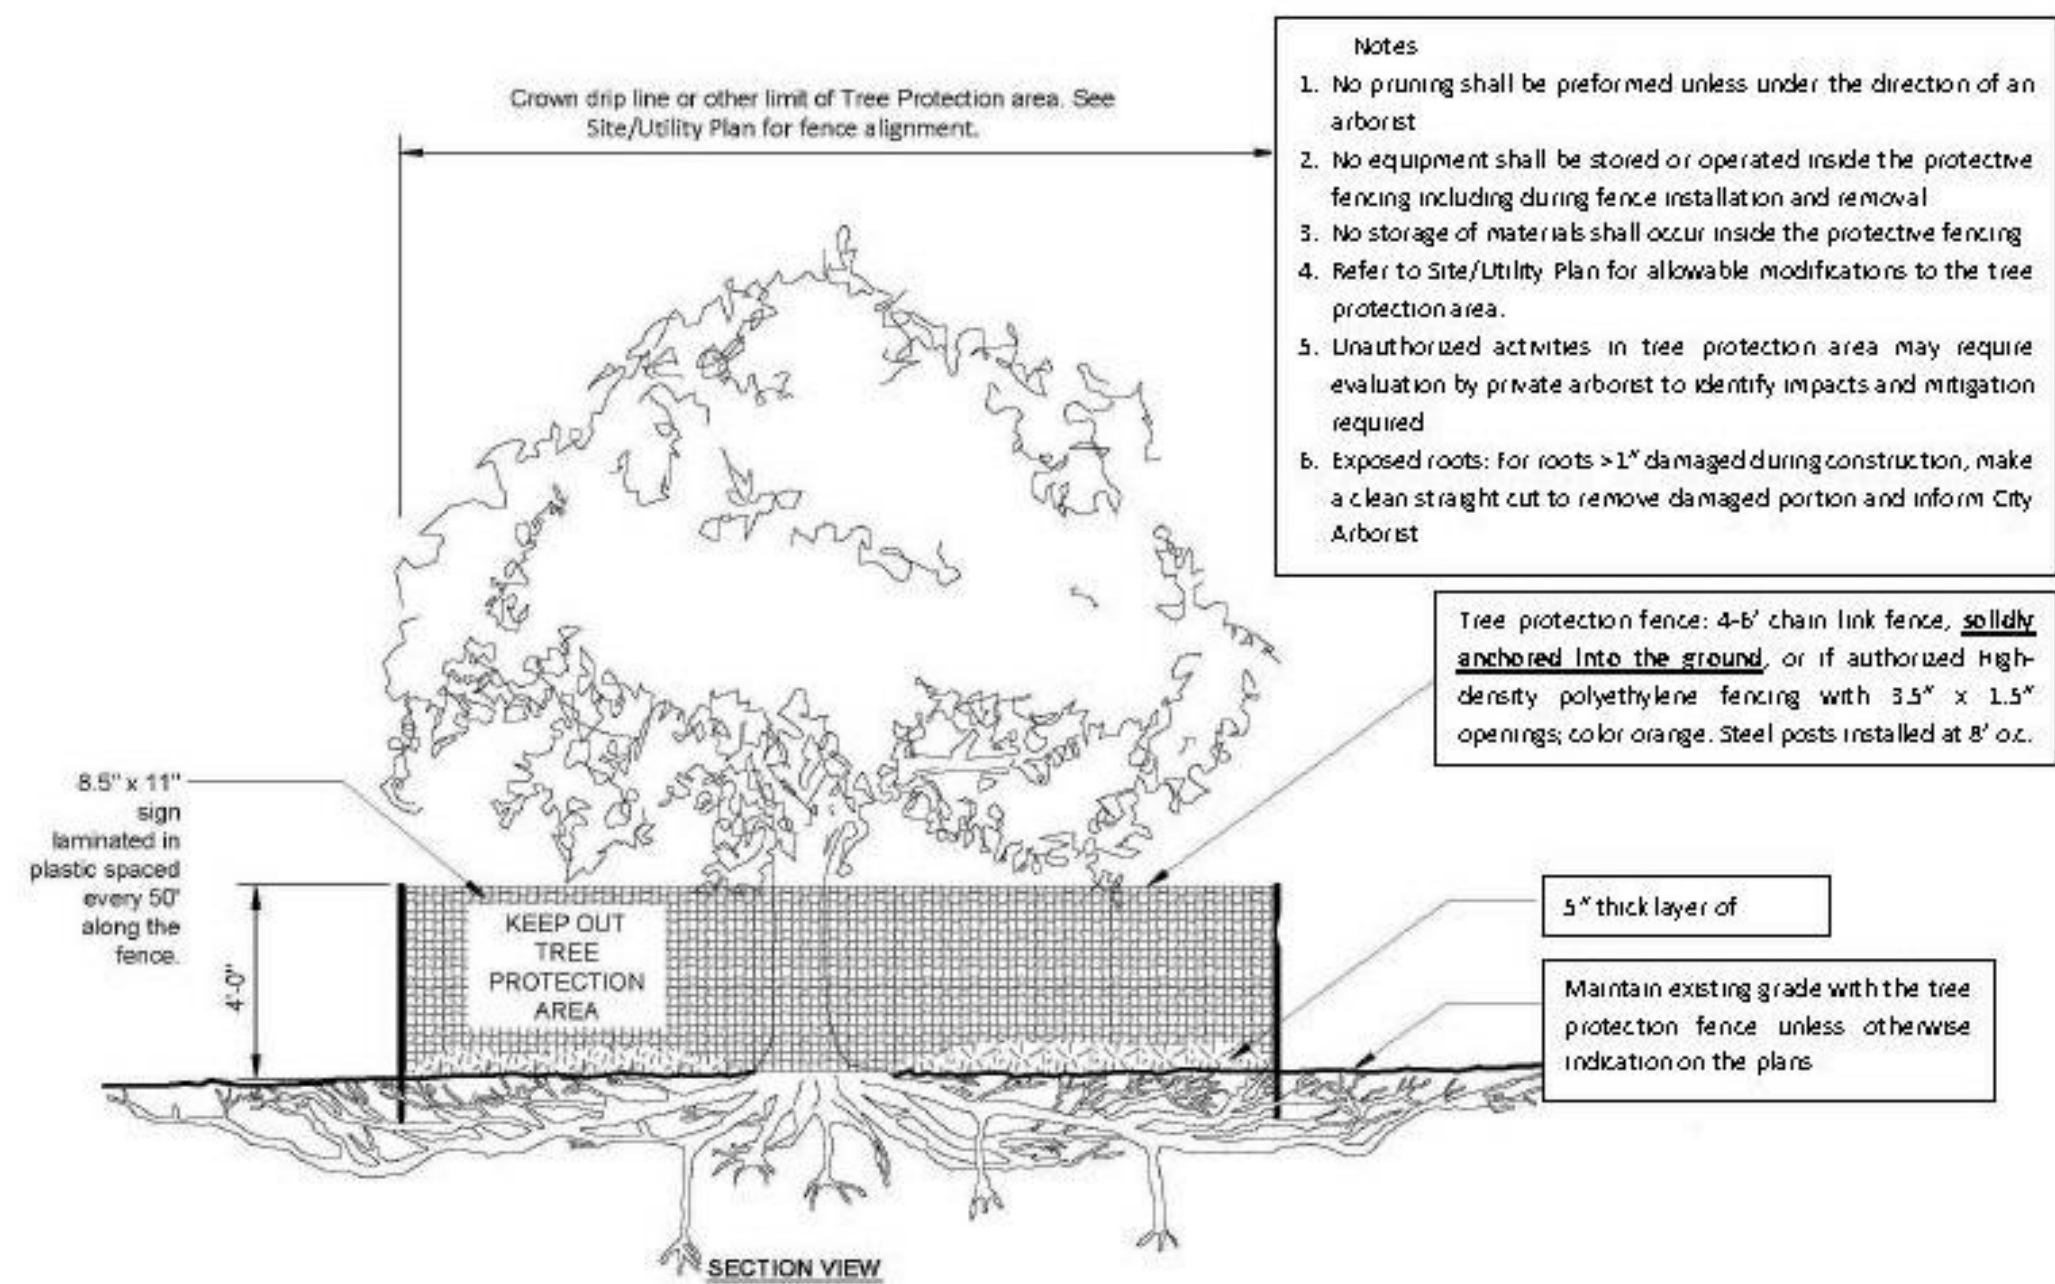 Crown drip line or other limit of Tree Protection area. See
Site/Utility Plan for fence alignment.
Notes
1. No pruning shall be preformed unless under the direction of an
arborist
2. No equipment shall be stored or operated inside the protective
fencing including during fence installation and removal
3. No storage of materials shall occur inside the protective fencing
4. Refer to Site/Utility Plan for allowable modifications to the tree
protection area.
5. Unauthorized activities in tree protection area may require
evaluation by private arborist to identify impacts and mitigation
required
6. Exposed roots: For roots >1" damaged during construction, make
a clean straight cut to remove damaged portion and inform City
Arborist
Tree protection fence: 4-6' chain link fence, solidly
anchored into the ground, or if authorized High-
density polyethylene fencing with 3.5" x 1.5"
openings; color orange. Steel posts installed at 8' o.c.
8.5" x 11"
sign
laminated in
plastic spaced
every 50'
along the
fence.
4'-0"
KEEP OUT
TREE
PROTECTION
AREA
5" thick layer of
Maintain existing grade with the tree
protection fence unless otherwise
indication on the plans
SECTION VIEW